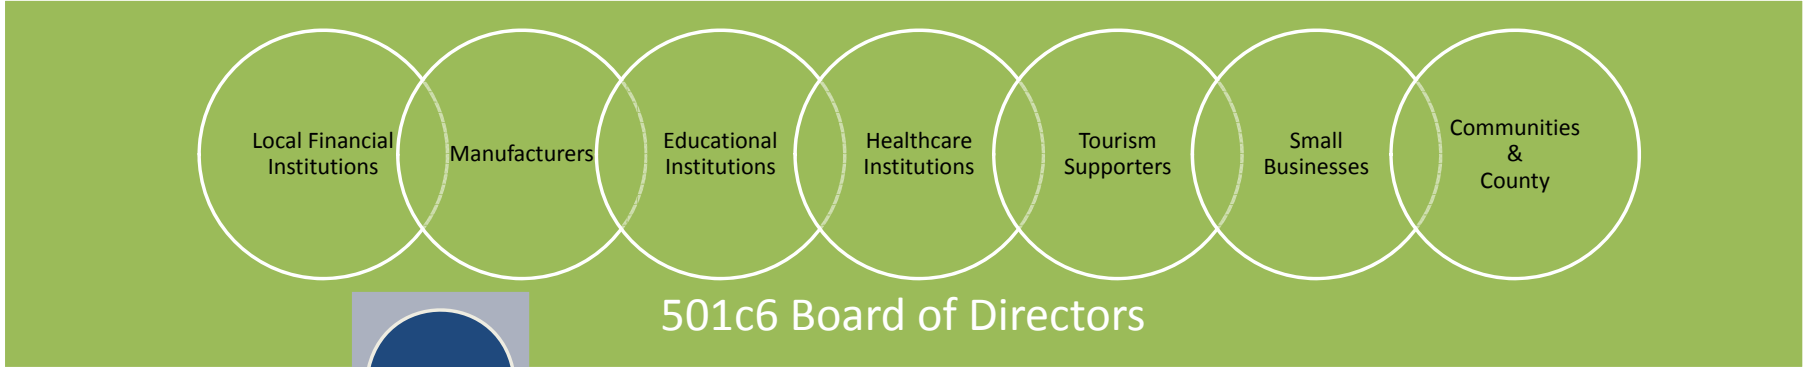 Local Financial
Institutions
Manufacturers
Educational
Institutions
Healthcare
Institutions
Tourism
Supporters
Small
Businesses
Communities
&
County
501c6 Board of Directors